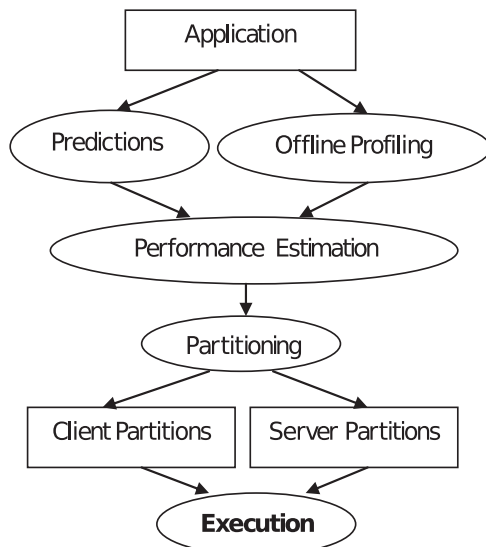 Application
Predictions
Offline Profiling
Performance Estimation
Partitioning
Client Partitions
Server Partitions
Execution